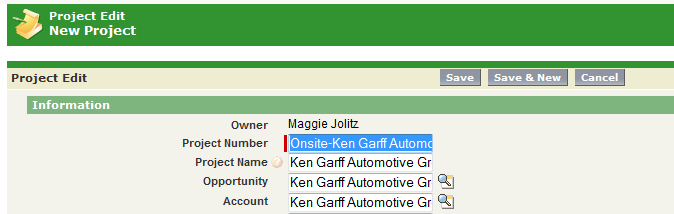 Project Edit
New Project
Project Edit Save Save & New Cancel
Information
Owner Maggie Jolitz
Project Number Onsite-Ken Garff Automo
Project Name Ken Garff Automotive Gr
Opportunity Ken Garff Automotive Gr
Account Ken Garff Automotive Gr